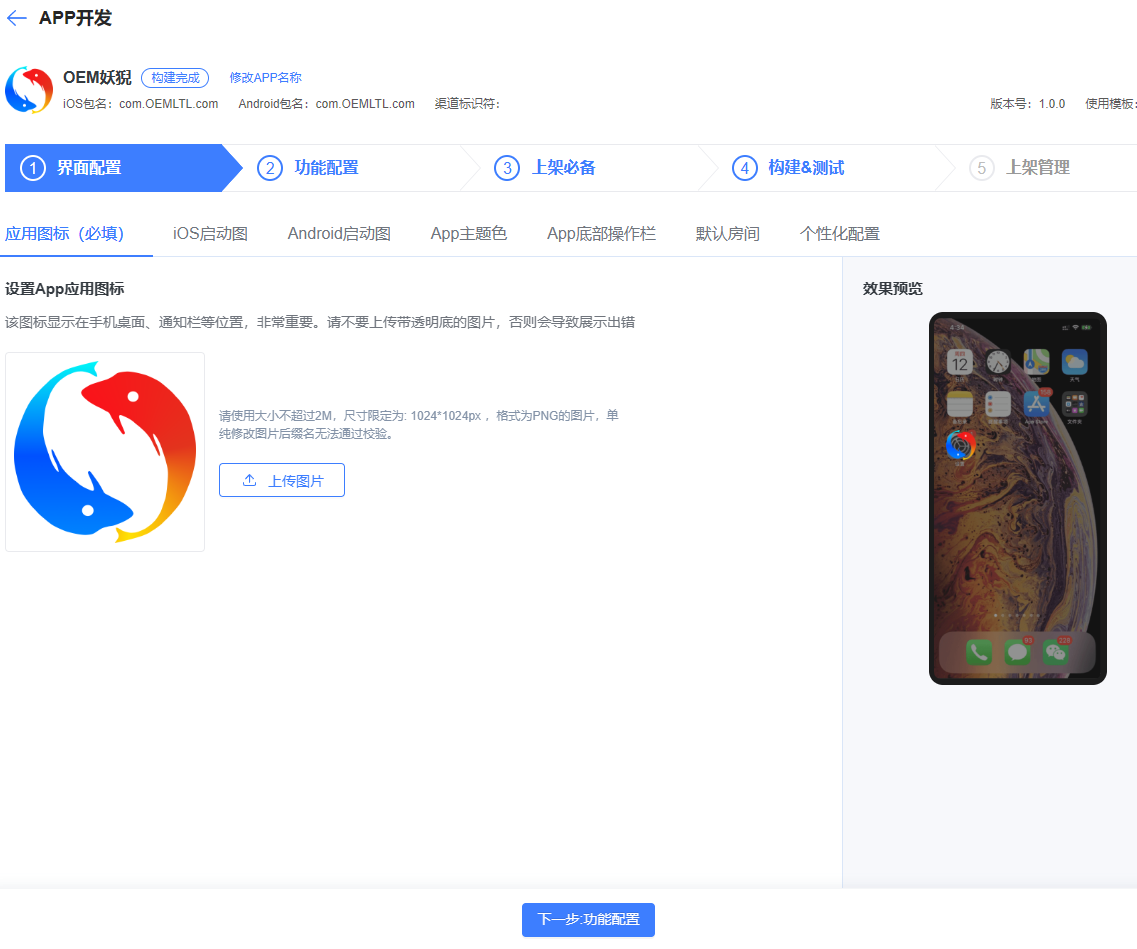 APP开发
OEM妖猊 构建完成 修改APP名称
iOS包名：com.OEMLTL.com Android包名：com.OEMLTL.com 渠道标识符： 版本号：1.0.0 使用模板：
1 界面配置 2 功能配置 3 上架必备 4 构建&测试 5 上架管理
应用图标（必填） iOS启动图 Android启动图 App主题色 App底部操作栏 默认房间 个性化配置
设置App应用图标
效果预览
该图标显示在手机桌面、通知栏等位置，非常重要。请不要上传带透明底的图片，否则会导致展示出错
请使用大小不超过2M，尺寸限定为: 1024*1024px ，格式为PNG的图片，单
纯修改图片后缀名无法通过校验。
上传图片
4:34
12
天气
App Store
文件夹
93
228
下一步:功能配置